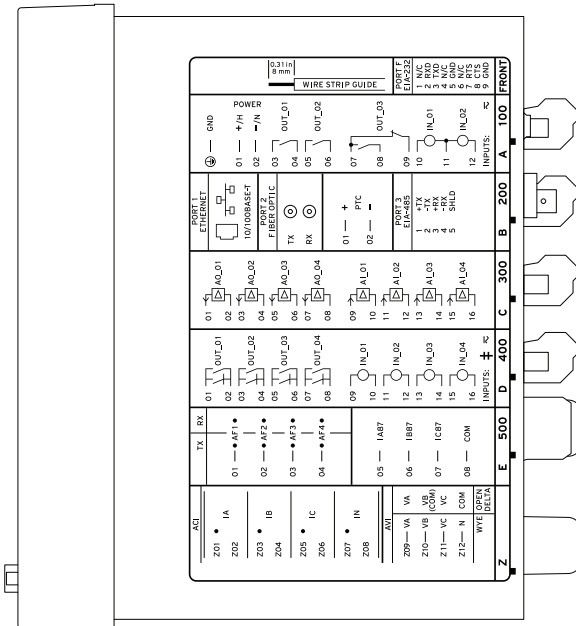 0.31 in
8 mm
WIRE STRIP GUIDE
PORT F
EIA-232
1 N/C
2 RXD
3 TXD
4 N/C
5 GND
6 N/C
7 RTS
8 CTS
9 GND
FRONT
GND
POWER
01 +/H
02 -/N
03 OUT_01
04
05 OUT_02
06
07 OUT_03
08
09
10 IN_01
11
12 IN_02
INPUTS:
A 100
PORT 1
ETHERNET
10/100BASE-T
PORT 2
FIBER OPTIC
TX
RX
01 +
PTC
02 -
PORT 3
EIA-485
1 +TX
2 -TX
3 +RX
4 -RX
5 SHLD
B 200
01 AO_01
02
03 AO_02
04
05 AO_03
06
07 AO_04
08
09 AI_01
10
11 AI_02
12
13 AI_03
14
15 AI_04
16
C 300
01 OUT_01
02
03 OUT_02
04
05 OUT_03
06
07 OUT_04
08
09 IN_01
10
11 IN_02
12
13 IN_03
14
15 IN_04
16
INPUTS:
D 400
TX RX
01 AF1
02 AF2
03 AF3
04 AF4
05 IA87
06 IB87
07 IC87
08 COM
E 500
ACI
Z01 IA
Z02
Z03 IB
Z04
Z05 IC
Z06
Z07 IN
Z08
AVI
Z09 VA VA
Z10 VB VB (COM)
Z11 VC VC
Z12 N COM
WYE OPEN DELTA
Z